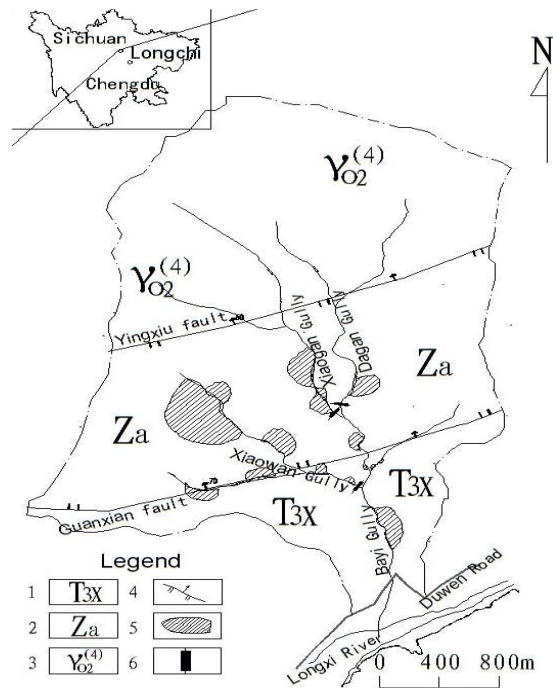 Sichuan
Longchi
Chengdu
N
γO2(4)
γO2(4)
Yingxiu fault
60
Xiaogan Gully
Dagan Gully
Za
Za
Xiaowan Gully
70
Guanxian fault
T3X
T3X
Bayi Gully
Duwen Road
Longxi River
0 400 800m
Legend
1 T3X 4
2 Za 5
3 γO2(4) 6